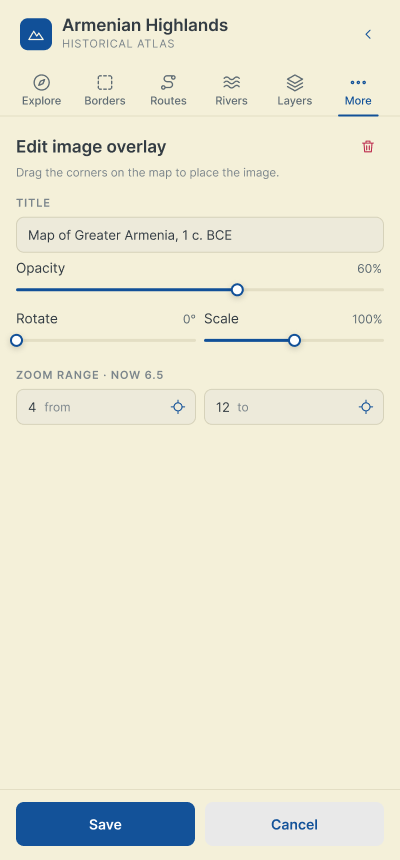 Armenian Highlands
HISTORICAL ATLAS
Explore Borders Routes Rivers Layers More
Edit image overlay
Drag the corners on the map to place the image.
TITLE
Map of Greater Armenia, 1 c. BCE
Opacity 60%
Rotate 0° Scale 100%
ZOOM RANGE · NOW 6.5
4 from 12 to
Save Cancel